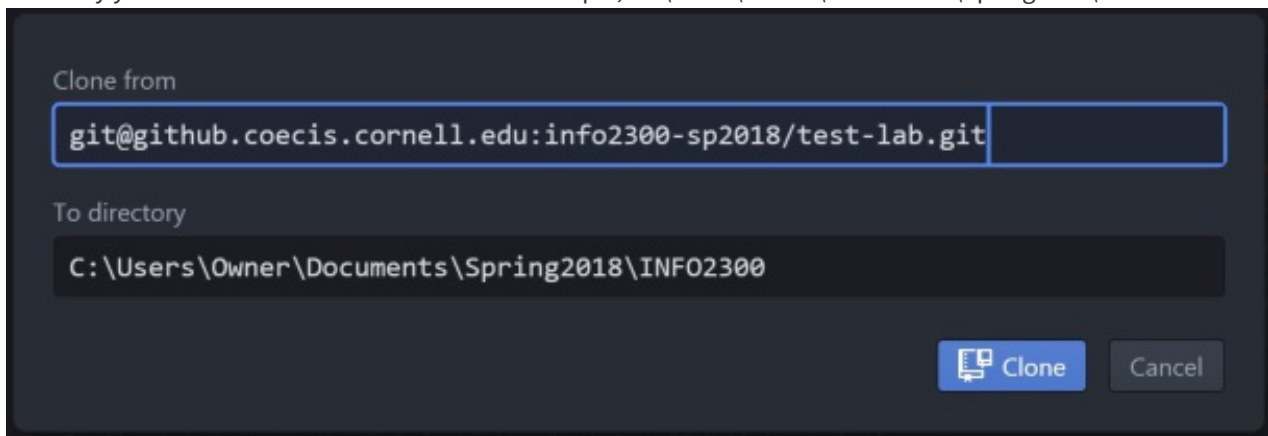 Clone from
git@github.coecis.cornell.edu:info2300-sp2018/test-lab.git
To directory
C:\Users\Owner\Documents\Spring2018\INFO2300
Clone
Cancel